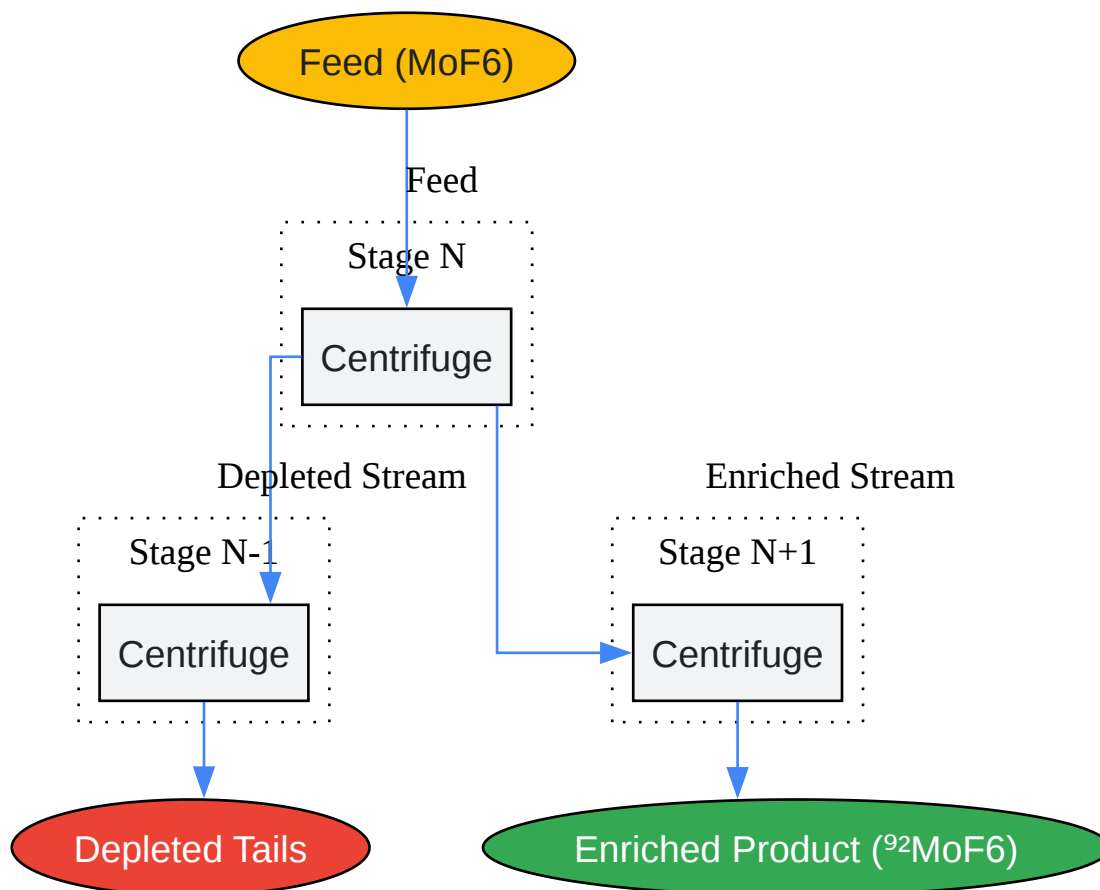 Feed (MoF6)
Feed
Stage N
Centrifuge
Depleted Stream
Enriched Stream
Stage N-1
Stage N+1
Centrifuge
Centrifuge
Depleted Tails
Enriched Product (⁹²MoF6)